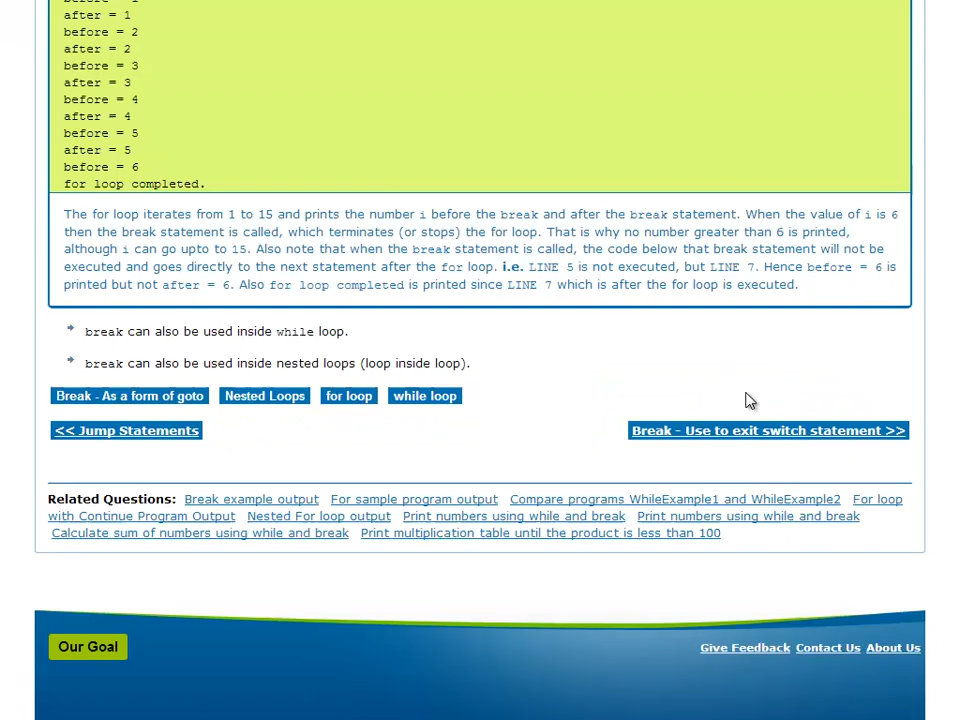 after = 1
before = 2
after = 2
before = 3
after = 3
before = 4
after = 4
before = 5
after = 5
before = 6
for loop completed.
The for loop iterates from 1 to 15 and prints the number i before the break and after the break statement. When the value of i is 6
then the break statement is called, which terminates (or stops) the for loop. That is why no number greater than 6 is printed,
although i can go upto to 15. Also note that when the break statement is called, the code below that break statement will not be
executed and goes directly to the next statement after the for loop. i.e. LINE 5 is not executed, but LINE 7. Hence before = 6 is
printed but not after = 6. Also for loop completed is printed since LINE 7 which is after the for loop is executed.
break can also be used inside while loop.
break can also be used inside nested loops (loop inside loop).
Break - As a form of goto Nested Loops for loop while loop
<< Jump Statements Break - Use to exit switch statement >>
Related Questions: Break example output For sample program output Compare programs WhileExample1 and WhileExample2 For loop
with Continue Program Output Nested For loop output Print numbers using while and break Print numbers using while and break
Calculate sum of numbers using while and break Print multiplication table until the product is less than 100
Our Goal Give Feedback Contact Us About Us